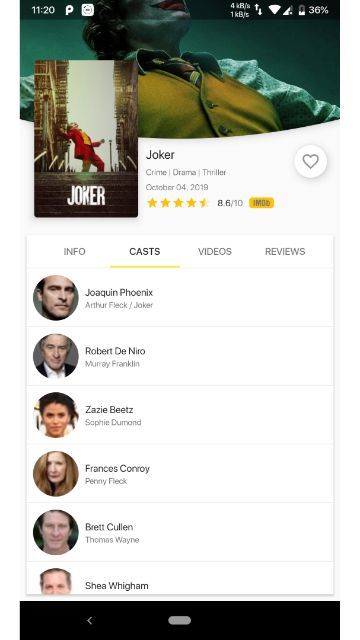 11:20
4 kB/s
1 kB/s
36%
JOKER
Joker
Crime | Drama | Thriller
October 04, 2019
8.6/10 IMDb
INFO CASTS VIDEOS REVIEWS
Joaquin Phoenix
Arthur Fleck / Joker
Robert De Niro
Murray Franklin
Zazie Beetz
Sophie Dumond
Frances Conroy
Penny Fleck
Brett Cullen
Thomas Wayne
Shea Whigham